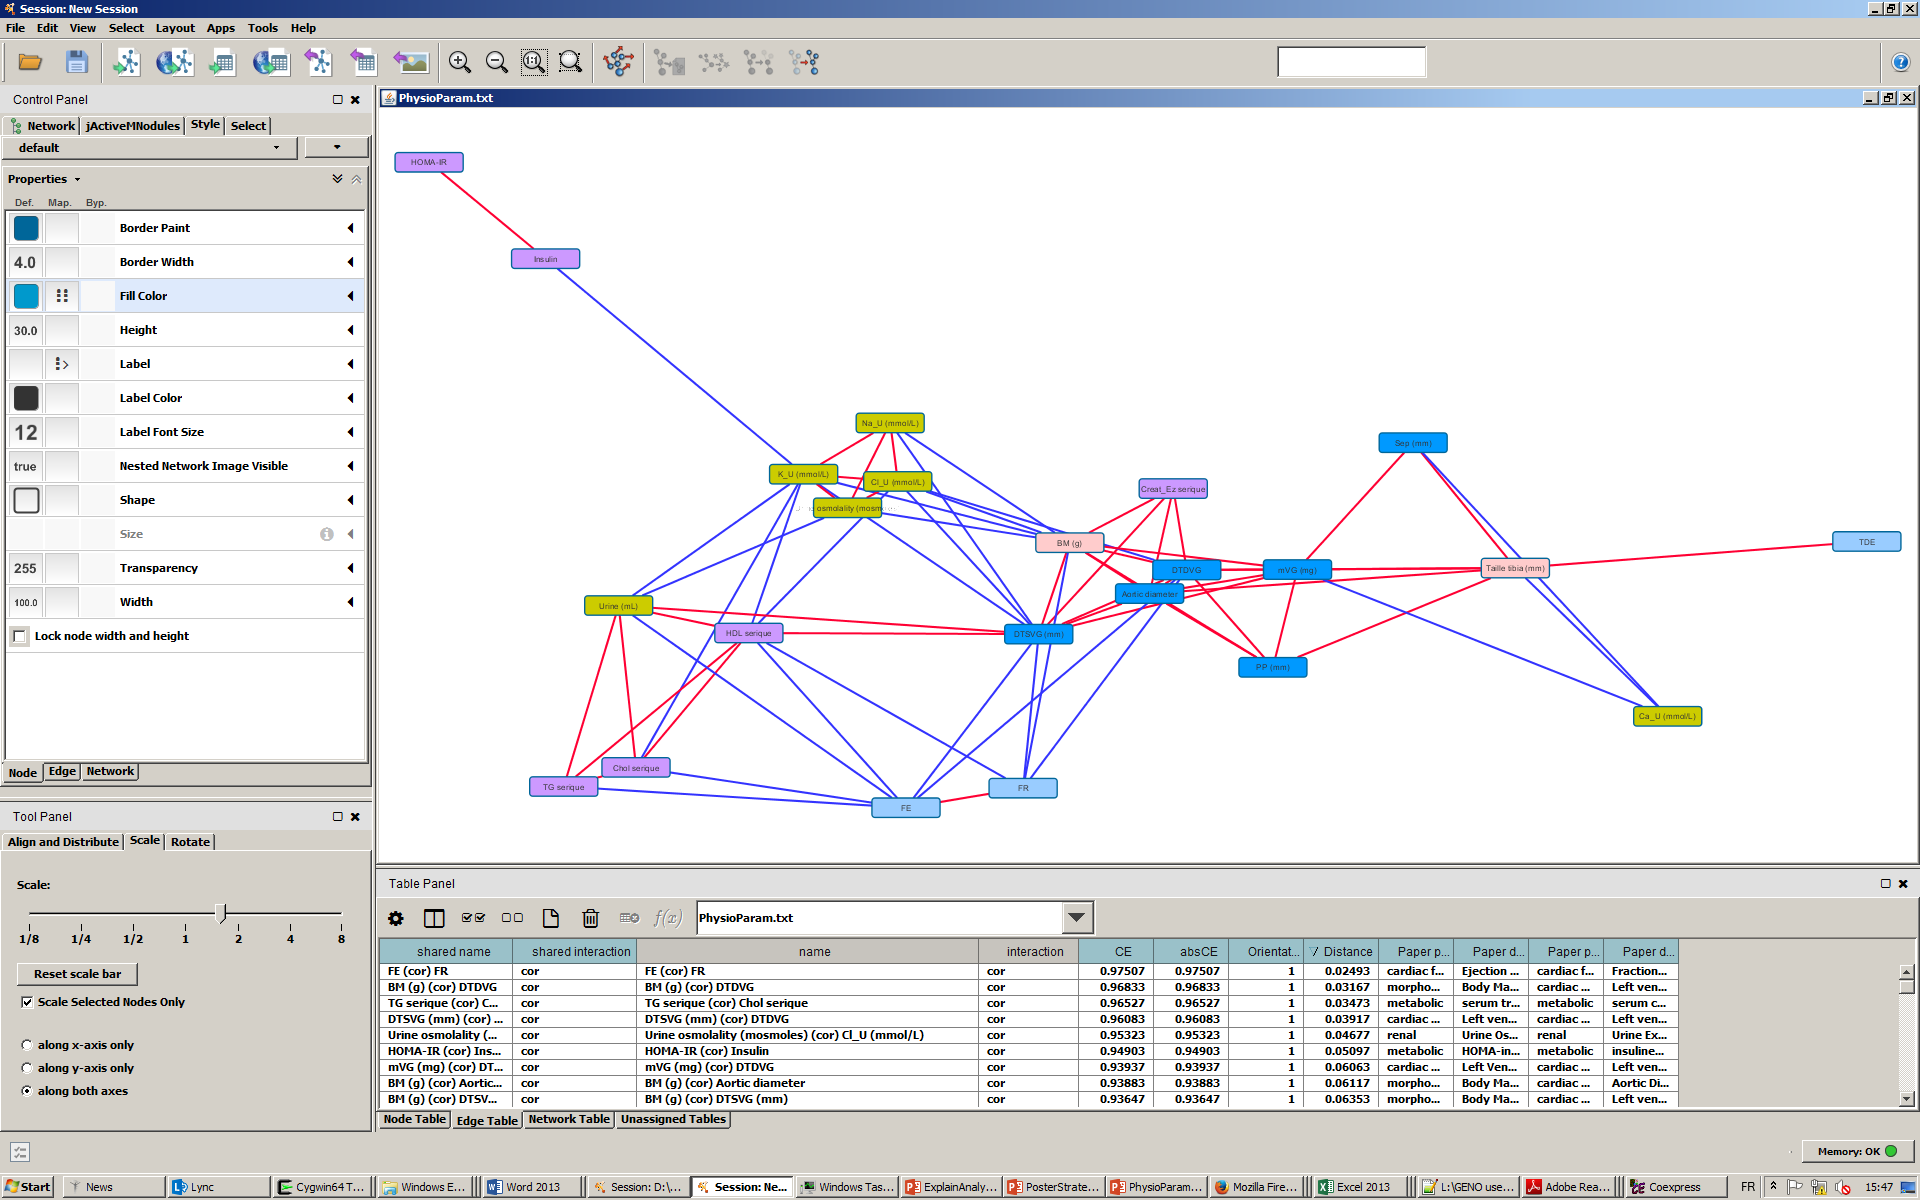 Session: New Session
File Edit View Select Layout Apps Tools Help
Control Panel
Network jActiveMNodules Style Select
default
Properties
Def. Map. Byp.
Border Paint
4.0 Border Width
Fill Color
30.0 Height
Label
Label Color
12 Label Font Size
true Nested Network Image Visible
Shape
Size
255 Transparency
100.0 Width
Lock node width and height
Node Edge Network
Tool Panel
Align and Distribute Scale Rotate
Scale:
1/8 1/4 1/2 1 2 4 8
Reset scale bar
Scale Selected Nodes Only
along x-axis only
along y-axis only
along both axes
PhysioParam.txt
HOMA-IR
Insulin
Na_U (mmol/L)
K_U (mmol/L)
Cl_U (mmol/L)
osmolality (mosm
Creat_Ez serique
Sep (mm)
BM (g)
TDE
DTDVG
mVG (mg)
Taille tibia (mm)
Aortic diameter
Urine (mL)
HDL serique
DTSVG (mm)
PP (mm)
Ca_U (mmol/L)
Chol serique
TG serique
FR
FE
Table Panel
f(x) PhysioParam.txt
shared name shared interaction name interaction CE absCE Orientat... Distance Paper p... Paper d... Paper p... Paper d...
FE (cor) FR cor FE (cor) FR cor 0.97507 0.97507 1 0.02493 cardiac f... Ejection ... cardiac f... Fraction...
BM (g) (cor) DTDVG cor BM (g) (cor) DTDVG cor 0.96833 0.96833 1 0.03167 morpho... Body Ma... cardiac ... Left ven...
TG serique (cor) C... cor TG serique (cor) Chol serique cor 0.96527 0.96527 1 0.03473 metabolic serum tr... metabolic serum c...
DTSVG (mm) (cor) ... cor DTSVG (mm) (cor) DTDVG cor 0.96083 0.96083 1 0.03917 cardiac ... Left ven... cardiac ... Left ven...
Urine osmolality (... cor Urine osmolality (mosmoles) (cor) Cl_U (mmol/L) cor 0.95323 0.95323 1 0.04677 renal Urine Os... renal Urine Ex...
HOMA-IR (cor) Ins... cor HOMA-IR (cor) Insulin cor 0.94903 0.94903 1 0.05097 metabolic HOMA-in... metabolic insuline...
mVG (mg) (cor) DT... cor mVG (mg) (cor) DTDVG cor 0.93937 0.93937 1 0.06063 cardiac ... Left Ven... cardiac ... Left ven...
BM (g) (cor) Aortic... cor BM (g) (cor) Aortic diameter cor 0.93883 0.93883 1 0.06117 morpho... Body Ma... cardiac ... Aortic Di...
BM (g) (cor) DTSV... cor BM (g) (cor) DTSVG (mm) cor 0.93647 0.93647 1 0.06353 morpho... Body Ma... cardiac ... Left ven...
Node Table Edge Table Network Table Unassigned Tables
Memory: OK
Start News Lync Cygwin64 T... Windows E... Word 2013 Session: D:\... Session: Ne... Windows Tas... ExplainAnaly... PosterStrate... PhysioParam... Mozilla Fire... Excel 2013 L:\GENO use... Adobe Rea... Coexpress FR 15:47